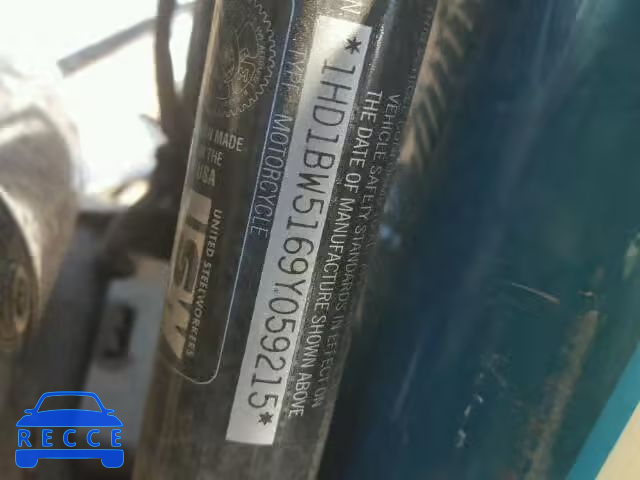 MADE
THE
USA
USW
UNITED STEELWORKERS
TYPE: MOTORCYCLE
*1HD1BW5169Y059215*
VEHICLE SAFETY STANDARDS IN EFFECT ON
THE DATE OF MANUFACTURE SHOWN ABOVE
RECCE